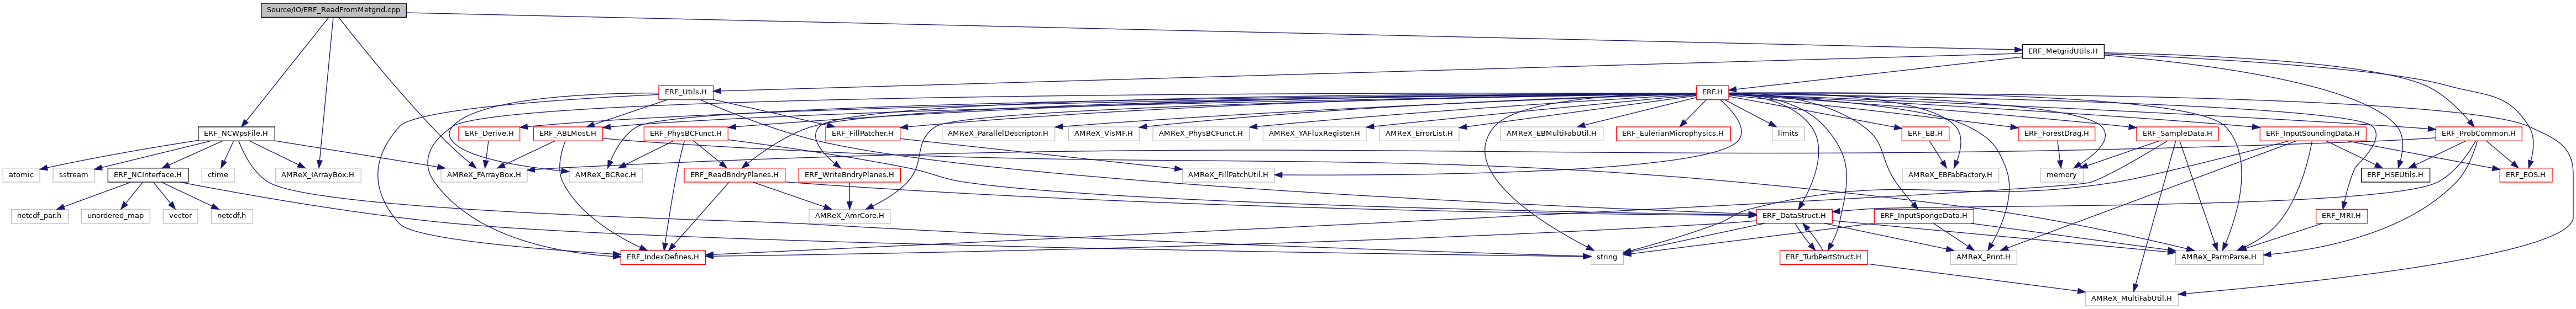 Source/IO/ERF_ReadFromMetgrid.cpp
ERF_MetgridUtils.H
ERF_Utils.H
ERF.H
ERF_NCWpsFile.H
ERF_Derive.H
ERF_ABLMost.H
ERF_PhysBCFunct.H
ERF_FillPatcher.H
AMReX_ParallelDescriptor.H
AMReX_VisMF.H
AMReX_PhysBCFunct.H
AMReX_YAFluxRegister.H
AMReX_ErrorList.H
AMReX_EBMultiFabUtil.H
ERF_EulerianMicrophysics.H
limits
ERF_EB.H
ERF_ForestDrag.H
ERF_SampleData.H
ERF_InputSoundingData.H
ERF_ProbCommon.H
atomic
sstream
ERF_NCInterface.H
ctime
AMReX_IArrayBox.H
AMReX_FArrayBox.H
AMReX_BCRec.H
ERF_ReadBndryPlanes.H
ERF_WriteBndryPlanes.H
AMReX_FillPatchUtil.H
AMReX_EBFabFactory.H
memory
ERF_HSEUtils.H
ERF_EOS.H
netcdf_par.h
unordered_map
vector
netcdf.h
AMReX_AmrCore.H
ERF_DataStruct.H
ERF_InputSpongeData.H
ERF_MRI.H
ERF_IndexDefines.H
string
ERF_TurbPertStruct.H
AMReX_Print.H
AMReX_ParmParse.H
AMReX_MultiFabUtil.H